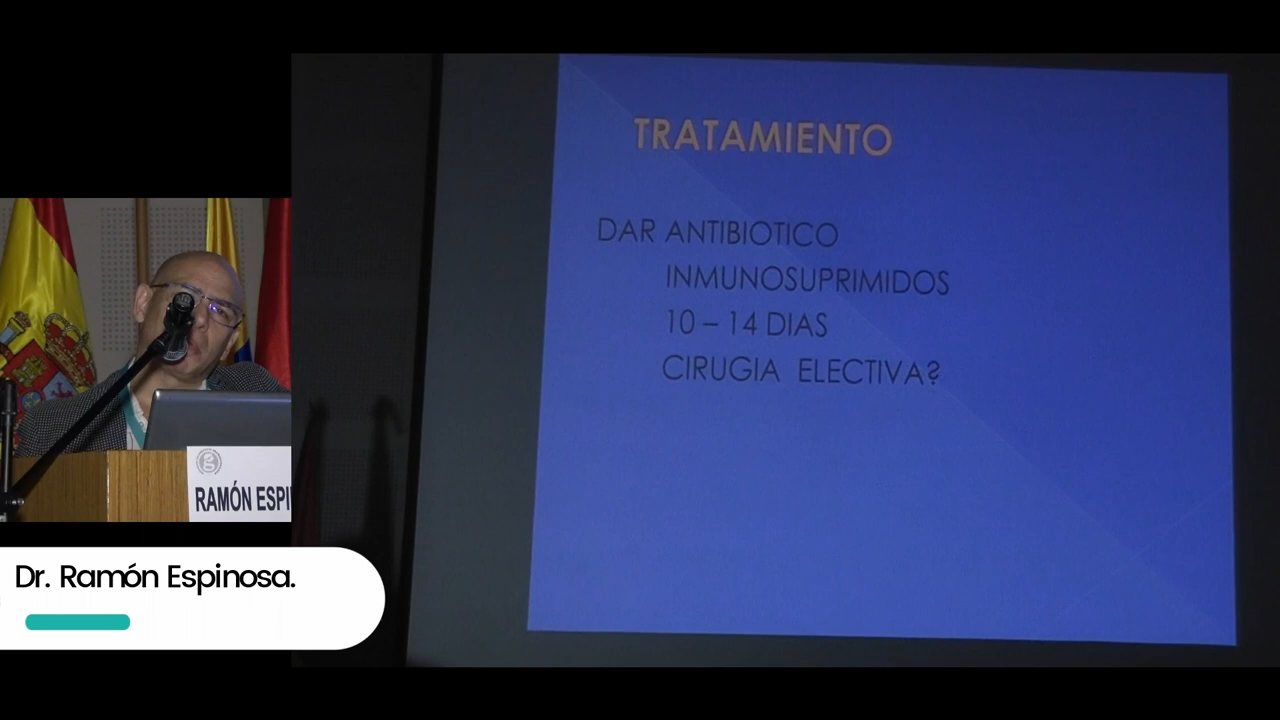 TRATAMIENTO
DAR ANTIBIOTICO
INMUNOSUPRIMIDOS
10 – 14 DIAS
CIRUGIA ELECTIVA?
RAMÓN ESPI
Dr. Ramón Espinosa.